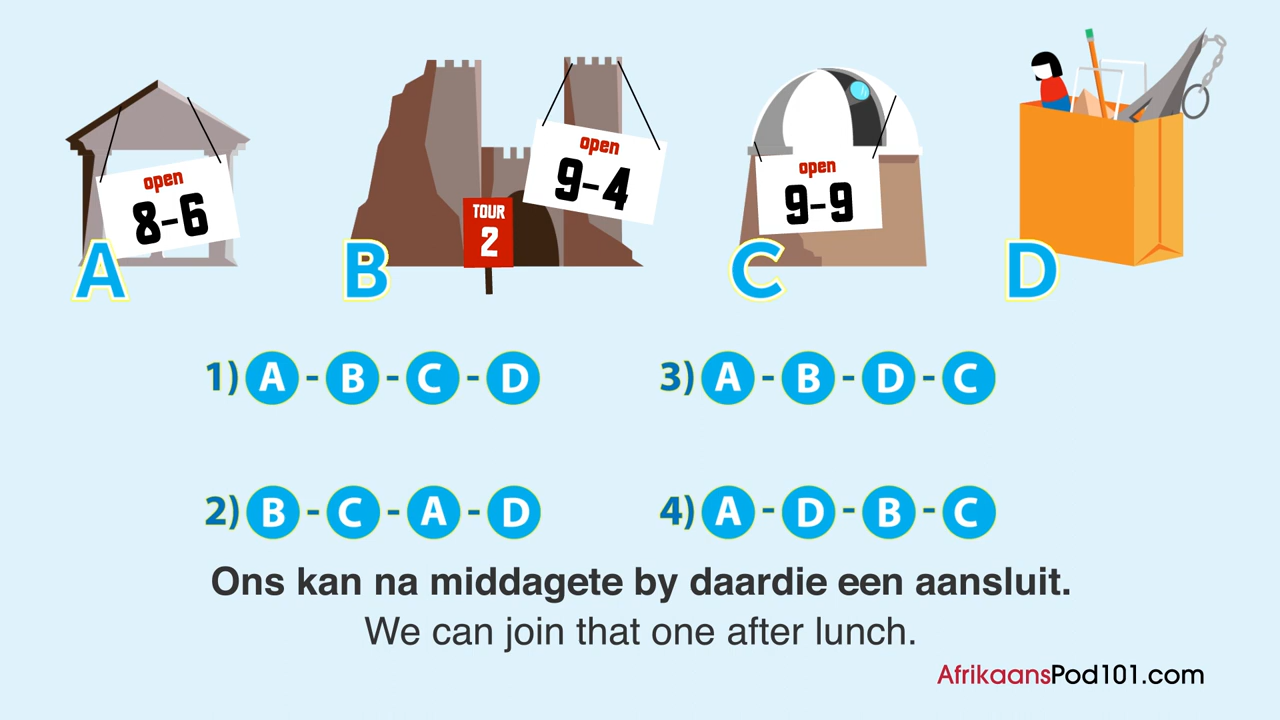 open
8-6
A
TOUR
2
open
9-4
B
open
9-9
C
D
1) A - B - C - D
3) A - B - D - C
2) B - C - A - D
4) A - D - B - C
Ons kan na middagete by daardie een aansluit.
We can join that one after lunch.
AfrikaansPod101.com